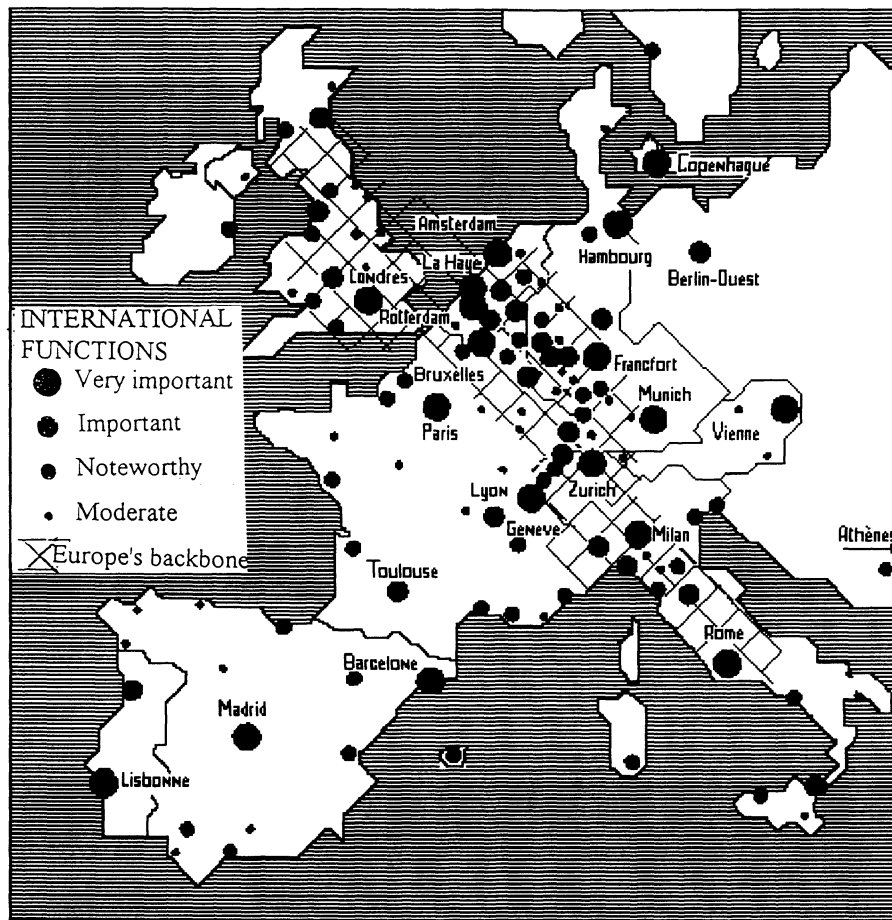 Copenhague
Amsterdam
Hambourg
La Haye
Berlin-Ouest
Londres
Rotterdam
INTERNATIONAL
FUNCTIONS
Very important
Important
Noteworthy
Moderate
Europe's backbone
Bruxelles
Francfort
Paris
Munich
Vienne
Lyon
Zurich
Geneve
Milan
Athènes
Toulouse
Rome
Barcelone
Madrid
Lisbonne